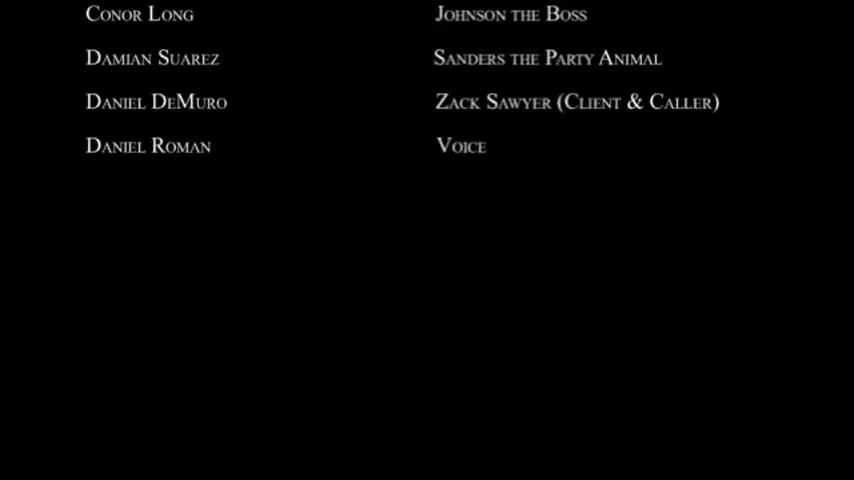 Conor Long Johnson the Boss
Damian Suarez Sanders the Party Animal
Daniel DeMuro Zack Sawyer (Client & Caller)
Daniel Roman Voice